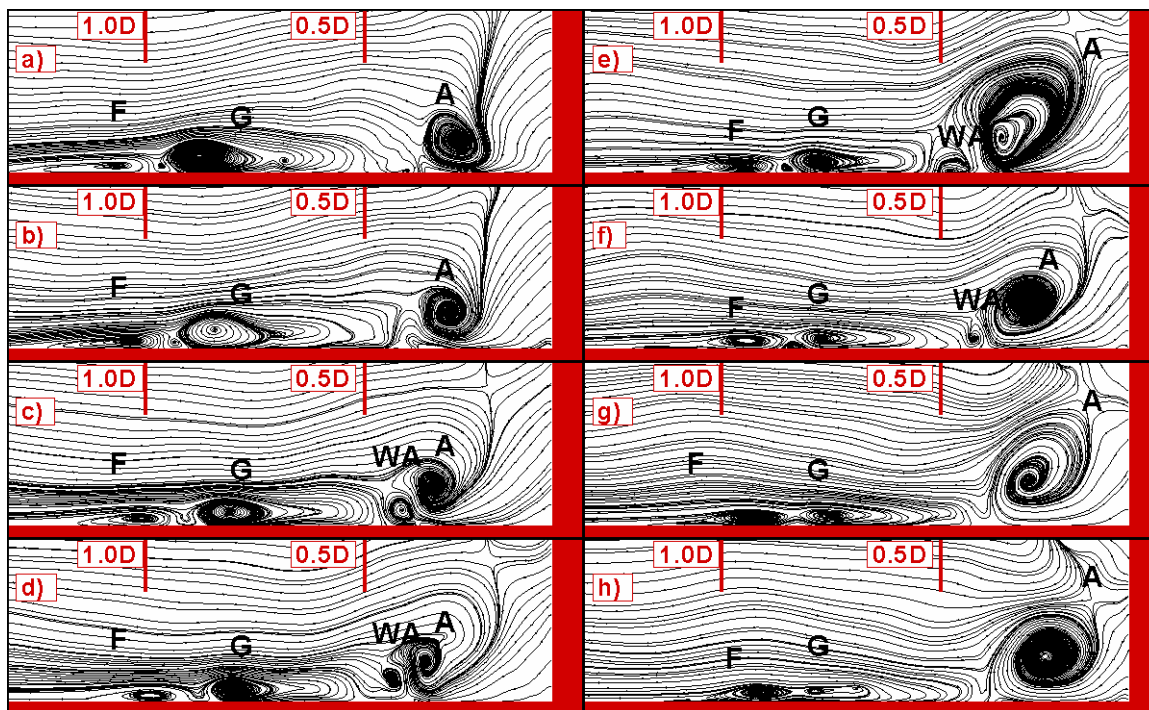 1.0D 0.5D
a) F G A
1.0D 0.5D
b) F G A
1.0D 0.5D
c) F G WA A
1.0D 0.5D
d) F G WA A
1.0D 0.5D
e) F G WA A
1.0D 0.5D
f) F G WA A
1.0D 0.5D
g) F G A
1.0D 0.5D
h) F G A